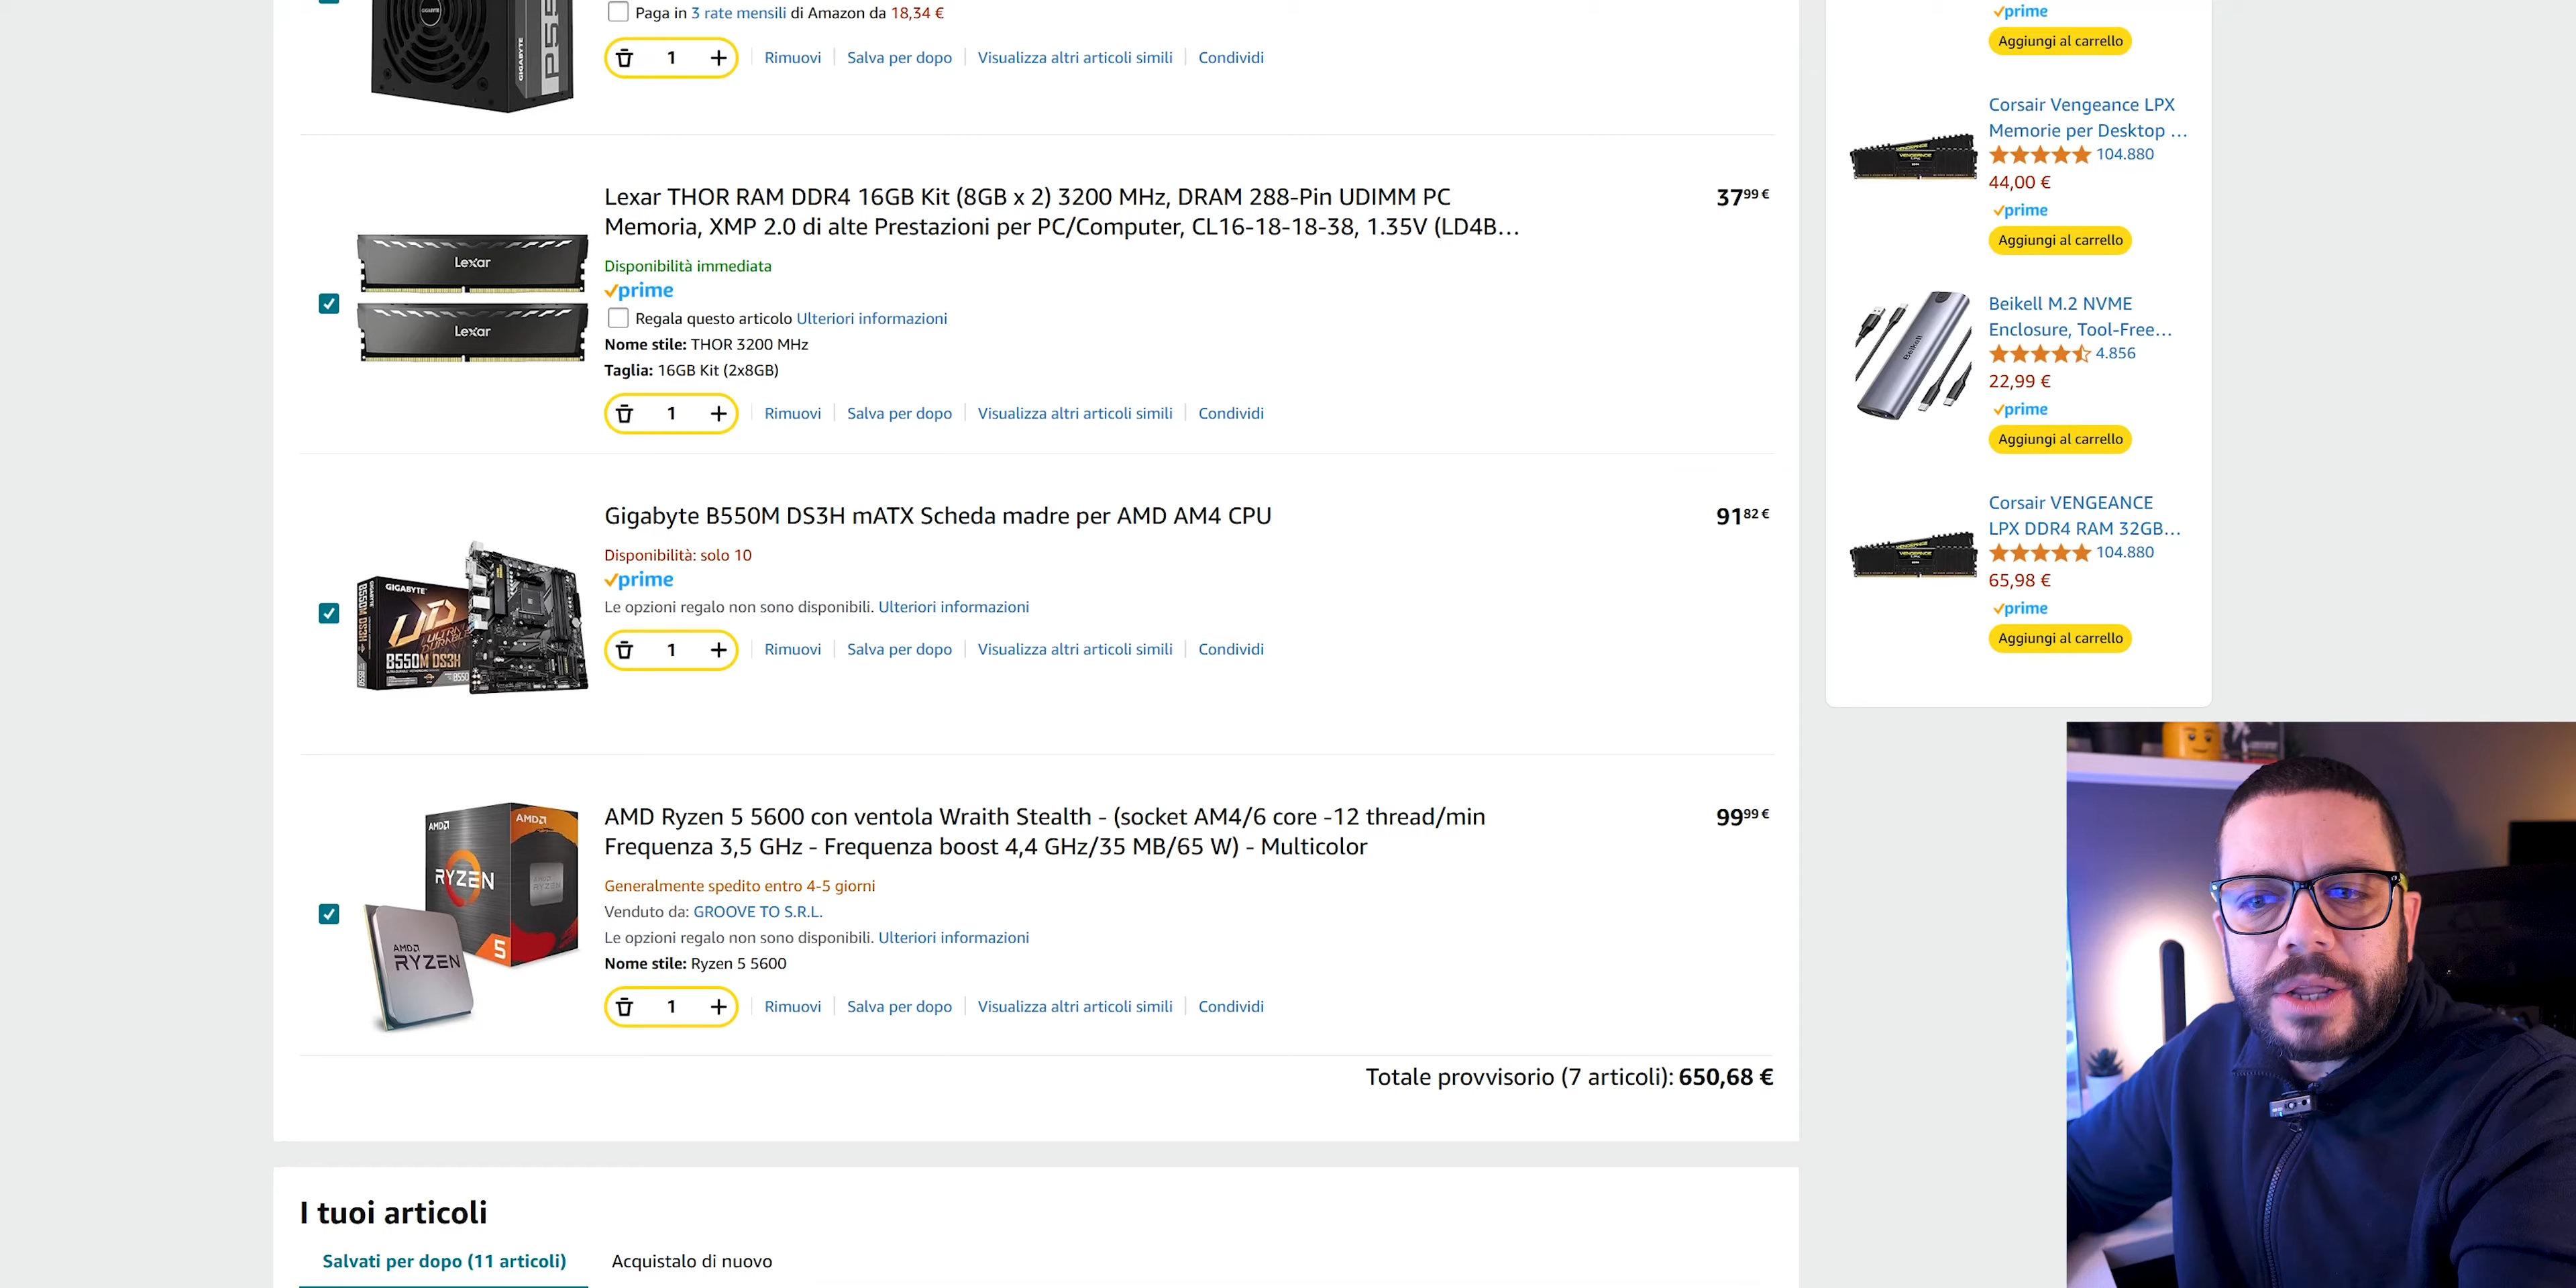 GIGABYTE
P55
GIGABYTE
Paga in 3 rate mensili di Amazon da 18,34 €
1 + Rimuovi Salva per dopo Visualizza altri articoli simili Condividi
Lexar THOR RAM DDR4 16GB Kit (8GB x 2) 3200 MHz, DRAM 288-Pin UDIMM PC
Memoria, XMP 2.0 di alte Prestazioni per PC/Computer, CL16-18-18-38, 1.35V (LD4B...
37,99 €
Disponibilità immediata
prime
Regala questo articolo Ulteriori informazioni
Nome stile: THOR 3200 MHz
Taglia: 16GB Kit (2x8GB)
Lexar
Lexar
1 + Rimuovi Salva per dopo Visualizza altri articoli simili Condividi
Gigabyte B550M DS3H mATX Scheda madre per AMD AM4 CPU
91,82 €
Disponibilità: solo 10
prime
Le opzioni regalo non sono disponibili. Ulteriori informazioni
GIGABYTE
UD
ULTRA
DURABLE
B550M DS3H
1 + Rimuovi Salva per dopo Visualizza altri articoli simili Condividi
AMD Ryzen 5 5600 con ventola Wraith Stealth - (socket AM4/6 core -12 thread/min
Frequenza 3,5 GHz - Frequenza boost 4,4 GHz/35 MB/65 W) - Multicolor
99,99 €
Generalmente spedito entro 4-5 giorni
Venduto da: GROOVE TO S.R.L.
Le opzioni regalo non sono disponibili. Ulteriori informazioni
Nome stile: Ryzen 5 5600
AMD
AMD
RYZEN
RYZEN
5
AMD
RYZEN
1 + Rimuovi Salva per dopo Visualizza altri articoli simili Condividi
Totale provvisorio (7 articoli): 650,68 €
I tuoi articoli
Salvati per dopo (11 articoli) Acquistalo di nuovo
prime
Aggiungi al carrello
Corsair Vengeance LPX
Memorie per Desktop ...
104.880
44,00 €
prime
Aggiungi al carrello
Beikell M.2 NVME
Enclosure, Tool-Free...
4.856
22,99 €
prime
Aggiungi al carrello
Beikell
Corsair VENGEANCE
LPX DDR4 RAM 32GB...
104.880
65,98 €
prime
Aggiungi al carrello